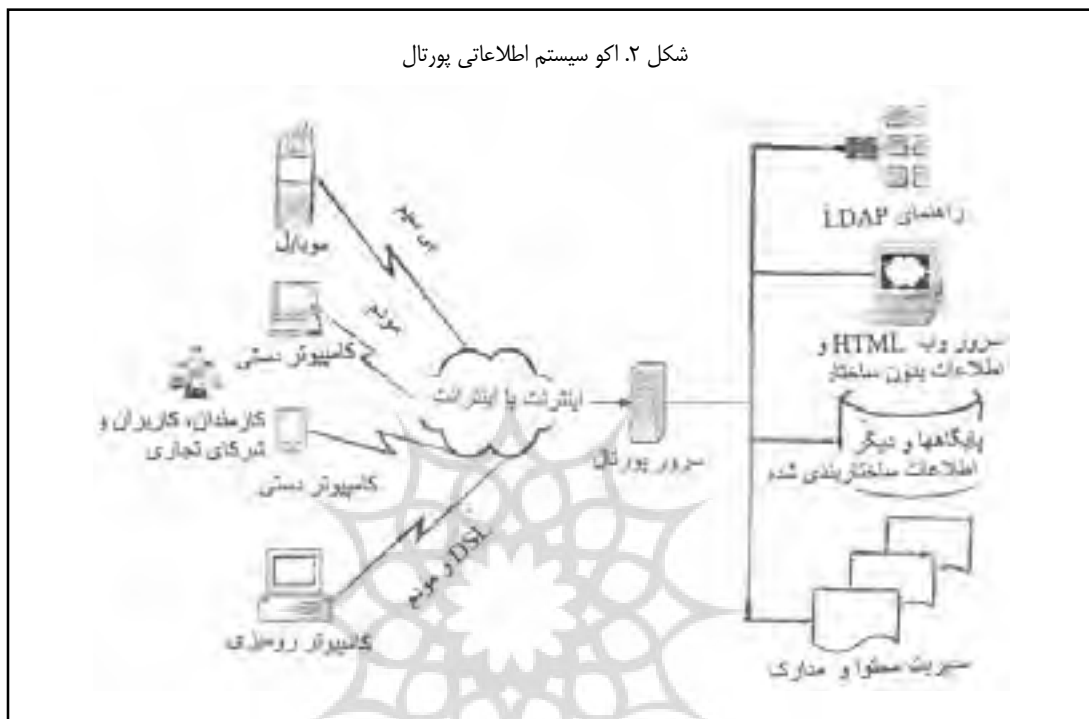 شکل ۲. اکو سیستم اطلاعاتی پورتال
موبایل
بی سیم
مودم
کامپیوتر دستی
کارمندان، کاربران و
شرکای تجاری
کامپیوتر دستی
DSL و مودم
کامپیوتر رومیزی
اینترنت یا اینترانت
سرور پورتال
راهنمای LDAP
سرور وب HTML و
اطلاعات بدون ساختار
پایگاهها و دیگر
اطلاعات ساختاربندی شده
مدیریت محتوا و مدارک